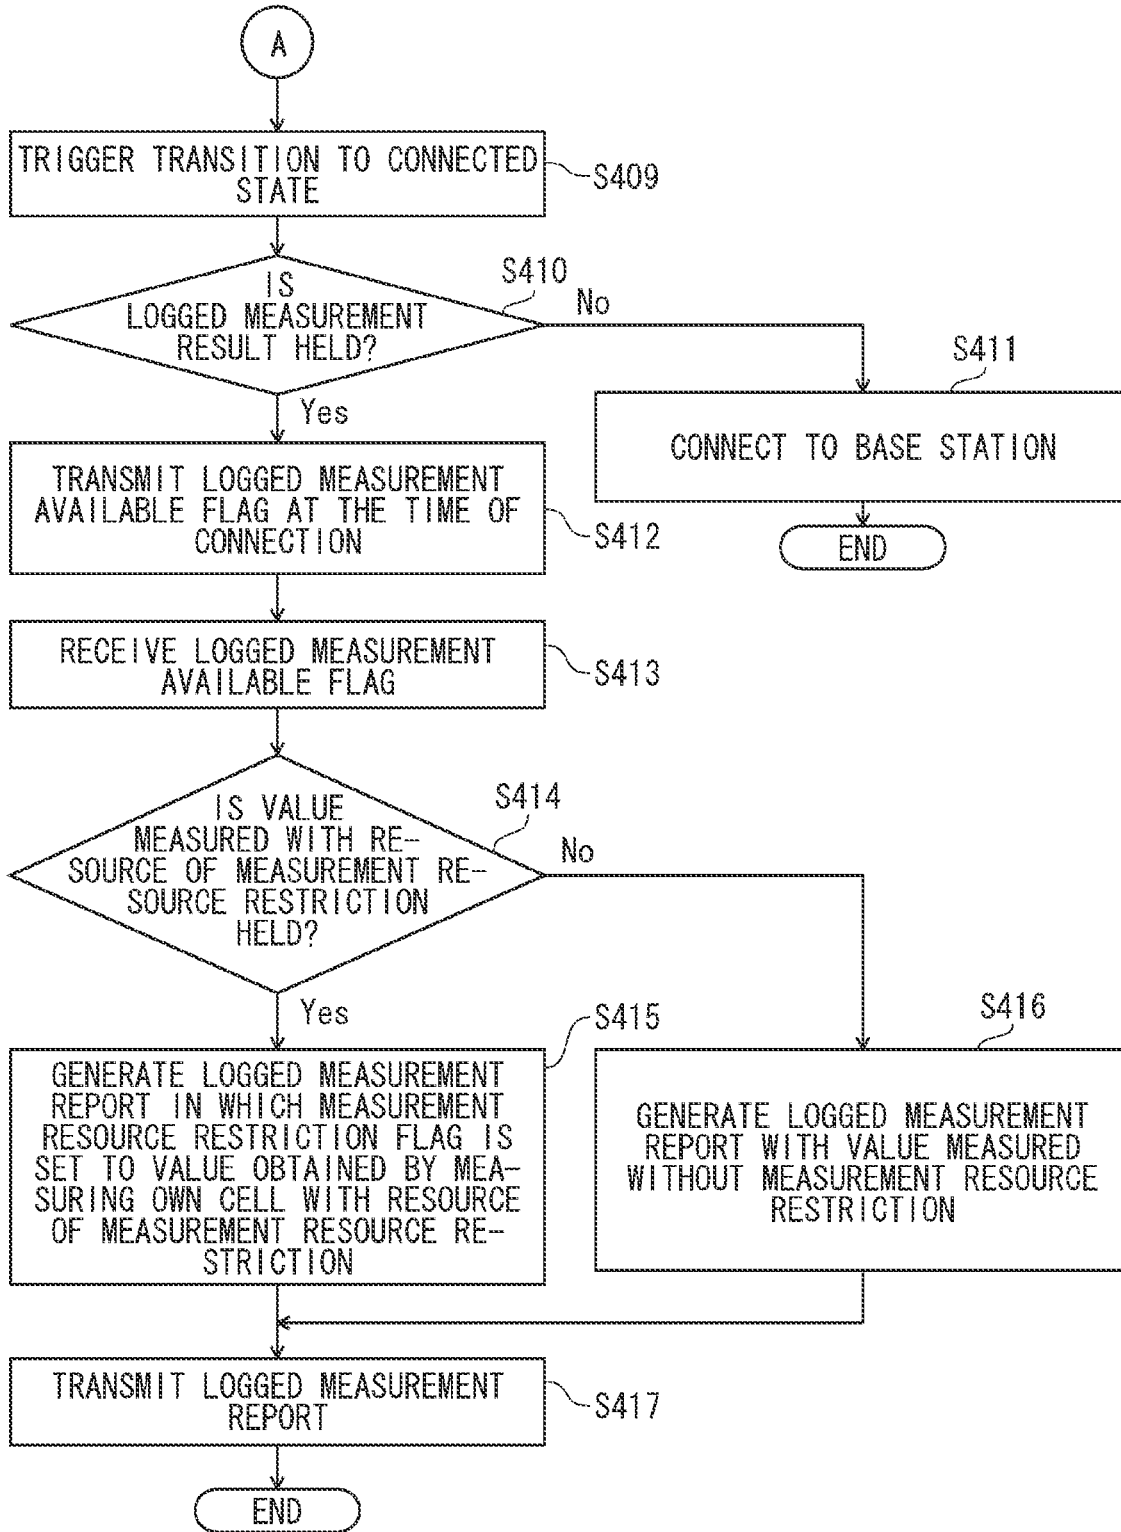 A
TRIGGER TRANSITION TO CONNECTED
STATE
S409
IS
LOGGED MEASUREMENT
RESULT HELD?
S410
No
Yes
S411
CONNECT TO BASE STATION
END
TRANSMIT LOGGED MEASUREMENT
AVAILABLE FLAG AT THE TIME OF
CONNECTION
S412
RECEIVE LOGGED MEASUREMENT
AVAILABLE FLAG
S413
IS VALUE
MEASURED WITH RE-
SOURCE OF MEASUREMENT RE-
SOURCE RESTRICTION
HELD?
S414
No
Yes
S415
GENERATE LOGGED MEASUREMENT
REPORT IN WHICH MEASUREMENT
RESOURCE RESTRICTION FLAG IS
SET TO VALUE OBTAINED BY MEA-
SURING OWN CELL WITH RESOURCE
OF MEASUREMENT RESOURCE RE-
STRICTION
S416
GENERATE LOGGED MEASUREMENT
REPORT WITH VALUE MEASURED
WITHOUT MEASUREMENT RESOURCE
RESTRICTION
TRANSMIT LOGGED MEASUREMENT
REPORT
S417
END